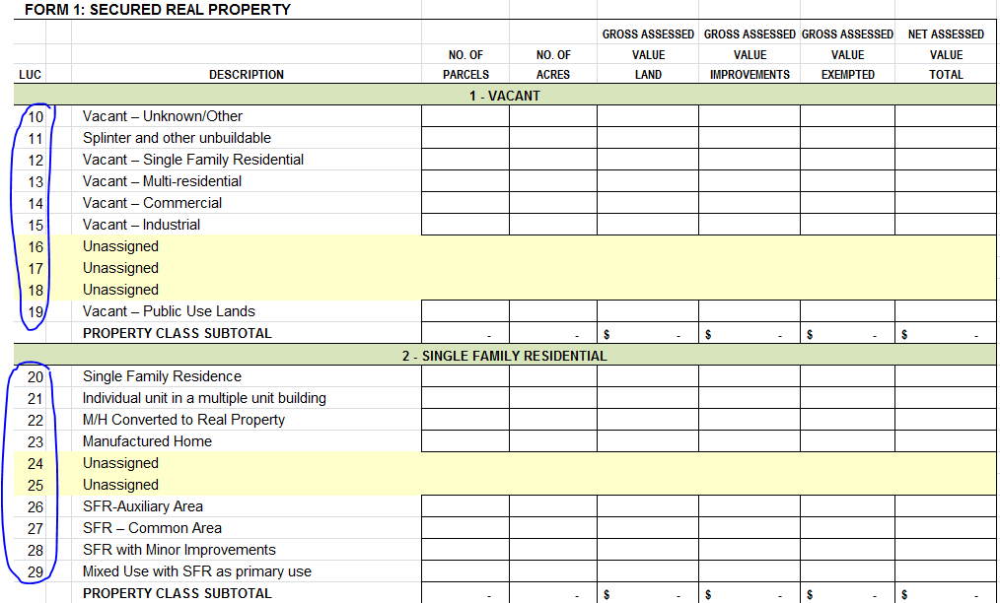 FORM 1: SECURED REAL PROPERTY
GROSS ASSESSED GROSS ASSESSED GROSS ASSESSED NET ASSESSED
NO. OF NO. OF VALUE VALUE VALUE VALUE
LUC DESCRIPTION PARCELS ACRES LAND IMPROVEMENTS EXEMPTED TOTAL
1 - VACANT
10 Vacant – Unknown/Other
11 Splinter and other unbuildable
12 Vacant – Single Family Residential
13 Vacant – Multi-residential
14 Vacant – Commercial
15 Vacant – Industrial
16 Unassigned
17 Unassigned
18 Unassigned
19 Vacant – Public Use Lands
PROPERTY CLASS SUBTOTAL - - $ - $ - $ - $ -
2 - SINGLE FAMILY RESIDENTIAL
20 Single Family Residence
21 Individual unit in a multiple unit building
22 M/H Converted to Real Property
23 Manufactured Home
24 Unassigned
25 Unassigned
26 SFR-Auxiliary Area
27 SFR – Common Area
28 SFR with Minor Improvements
29 Mixed Use with SFR as primary use
PROPERTY CLASS SUBTOTAL - - $ - $ - $ - $ -